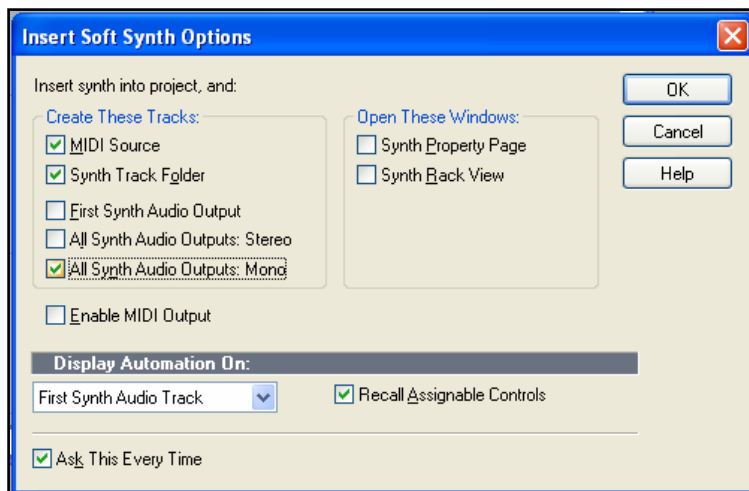 Insert Soft Synth Options
Insert synth into project, and:
Create These Tracks:
MIDI Source
Synth Track Folder
First Synth Audio Output
All Synth Audio Outputs: Stereo
All Synth Audio Outputs: Mono
Enable MIDI Output
Open These Windows:
Synth Property Page
Synth Rack View
OK
Cancel
Help
Display Automation On:
First Synth Audio Track
Recall Assignable Controls
Ask This Every Time